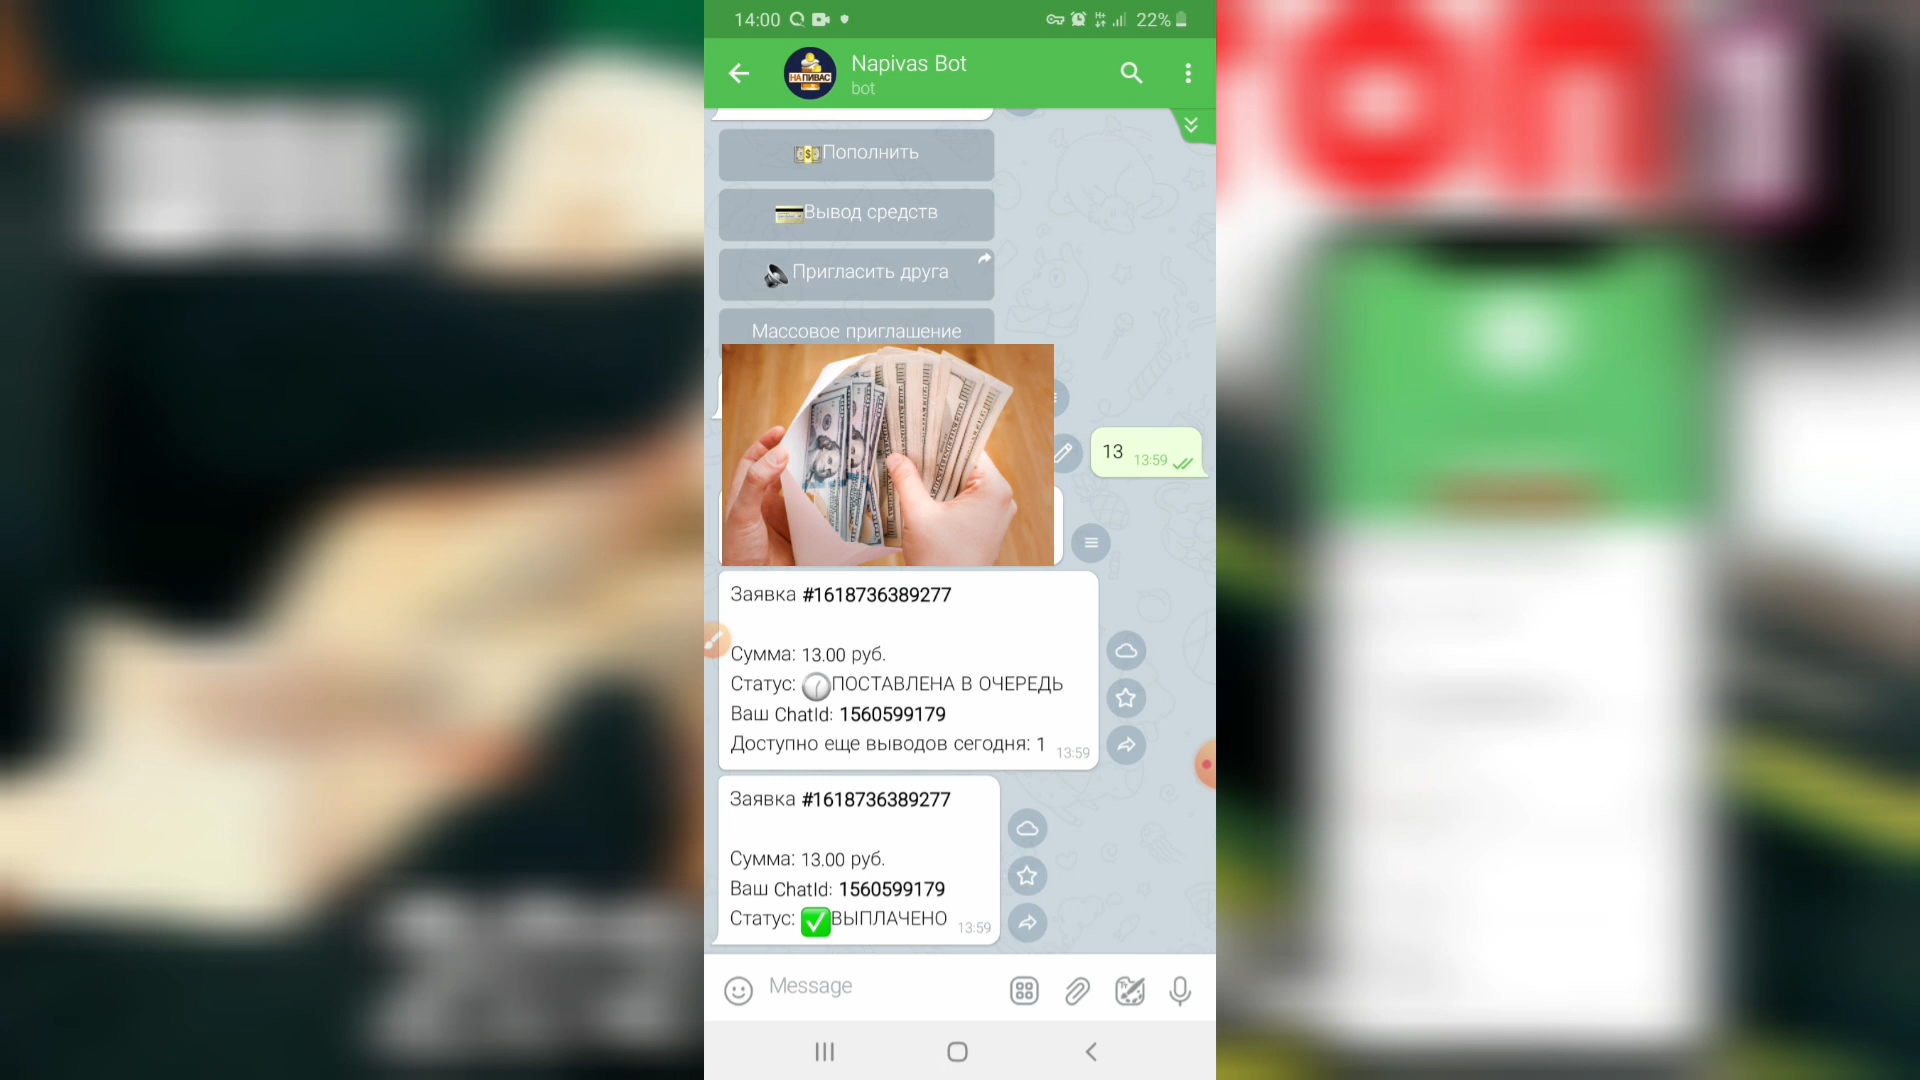 14:00
22%
Napivas Bot
bot
НА ПИВАС
Пополнить
Вывод средств
Пригласить друга
Массовое приглашение
13 13:59
Заявка #1618736389277
Сумма: 13.00 руб.
Статус: ПОСТАВЛЕНА В ОЧЕРЕДЬ
Ваш ChatId: 1560599179
Доступно еще выводов сегодня: 1 13:59
Заявка #1618736389277
Сумма: 13.00 руб.
Ваш ChatId: 1560599179
Статус: ВЫПЛАЧЕНО 13:59
Message